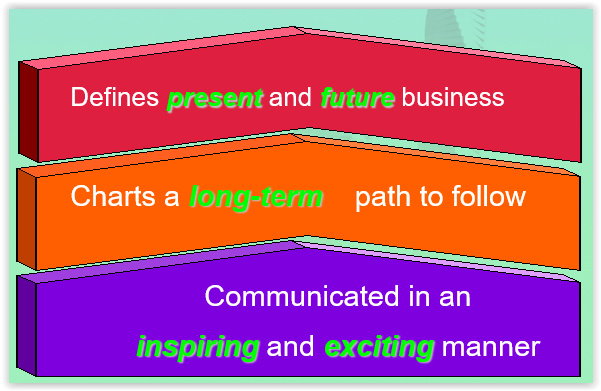 Defines present and future business
Charts a long-term path to follow
Communicated in an
inspiring and exciting manner